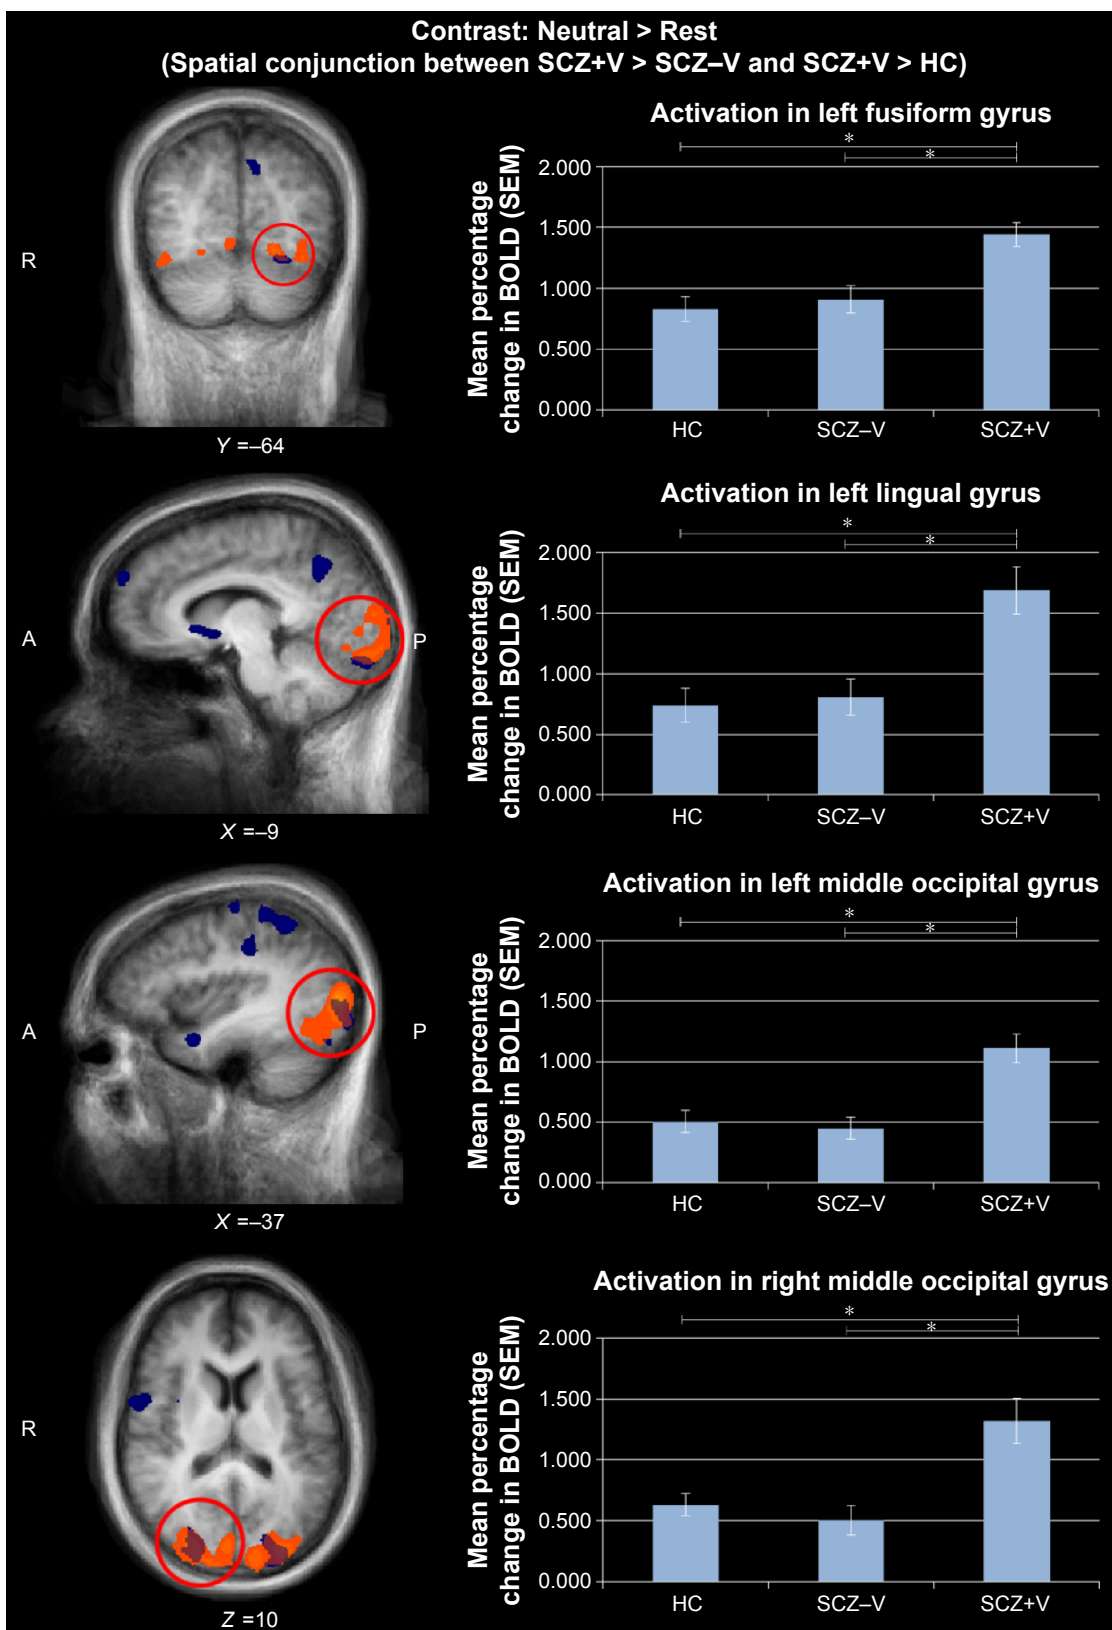 Contrast: Neutral > Rest
(Spatial conjunction between SCZ+V > SCZ–V and SCZ+V > HC)
R
Y =–64
Activation in left fusiform gyrus
Mean percentage
change in BOLD (SEM)
* 
*
2.000
1.500
1.000
0.500
0.000
HC SCZ–V SCZ+V
A
P
X =–9
Activation in left lingual gyrus
Mean percentage
change in BOLD (SEM)
*
*
2.000
1.500
1.000
0.500
0.000
HC SCZ–V SCZ+V
A
P
X =–37
Activation in left middle occipital gyrus
Mean percentage
change in BOLD (SEM)
*
*
2.000
1.500
1.000
0.500
0.000
HC SCZ–V SCZ+V
R
Z =10
Activation in right middle occipital gyrus
Mean percentage
change in BOLD (SEM)
*
*
2.000
1.500
1.000
0.500
0.000
HC SCZ–V SCZ+V